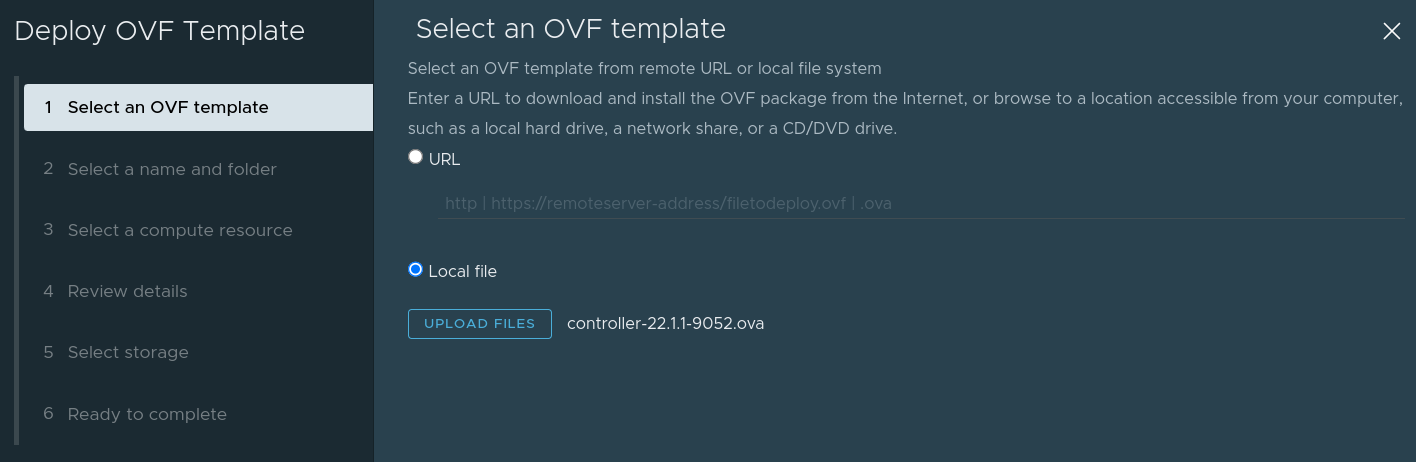 Deploy OVF Template
1 Select an OVF template
2 Select a name and folder
3 Select a compute resource
4 Review details
5 Select storage
6 Ready to complete
Select an OVF template
Select an OVF template from remote URL or local file system
Enter a URL to download and install the OVF package from the Internet, or browse to a location accessible from your computer,
such as a local hard drive, a network share, or a CD/DVD drive.
URL
http | https://remoteserver-address/filetodeploy.ovf | .ova
Local file
UPLOAD FILES controller-22.1.1-9052.ova